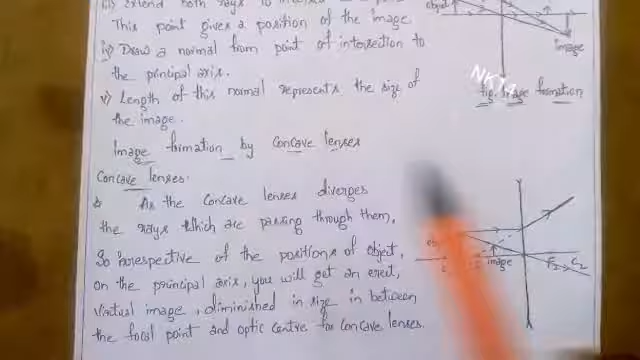 iii) Extend both rays to intersect
This point gives a position of the image
iv) Draw a normal from point of intersection to
the principal axis.
v) Length of this normal represents the size of
the image.
image
NKTA
Fig. Image formation
Image formation by Concave lenses
Concave lenses:
As the Concave lenses diverges
the rays which are passing through them,
So irrespective of the positions of object,
on the principal axis, you will get an erect,
virtual image, diminished in size in between
the focal point and optic centre for Concave lenses.
image
F2 C2